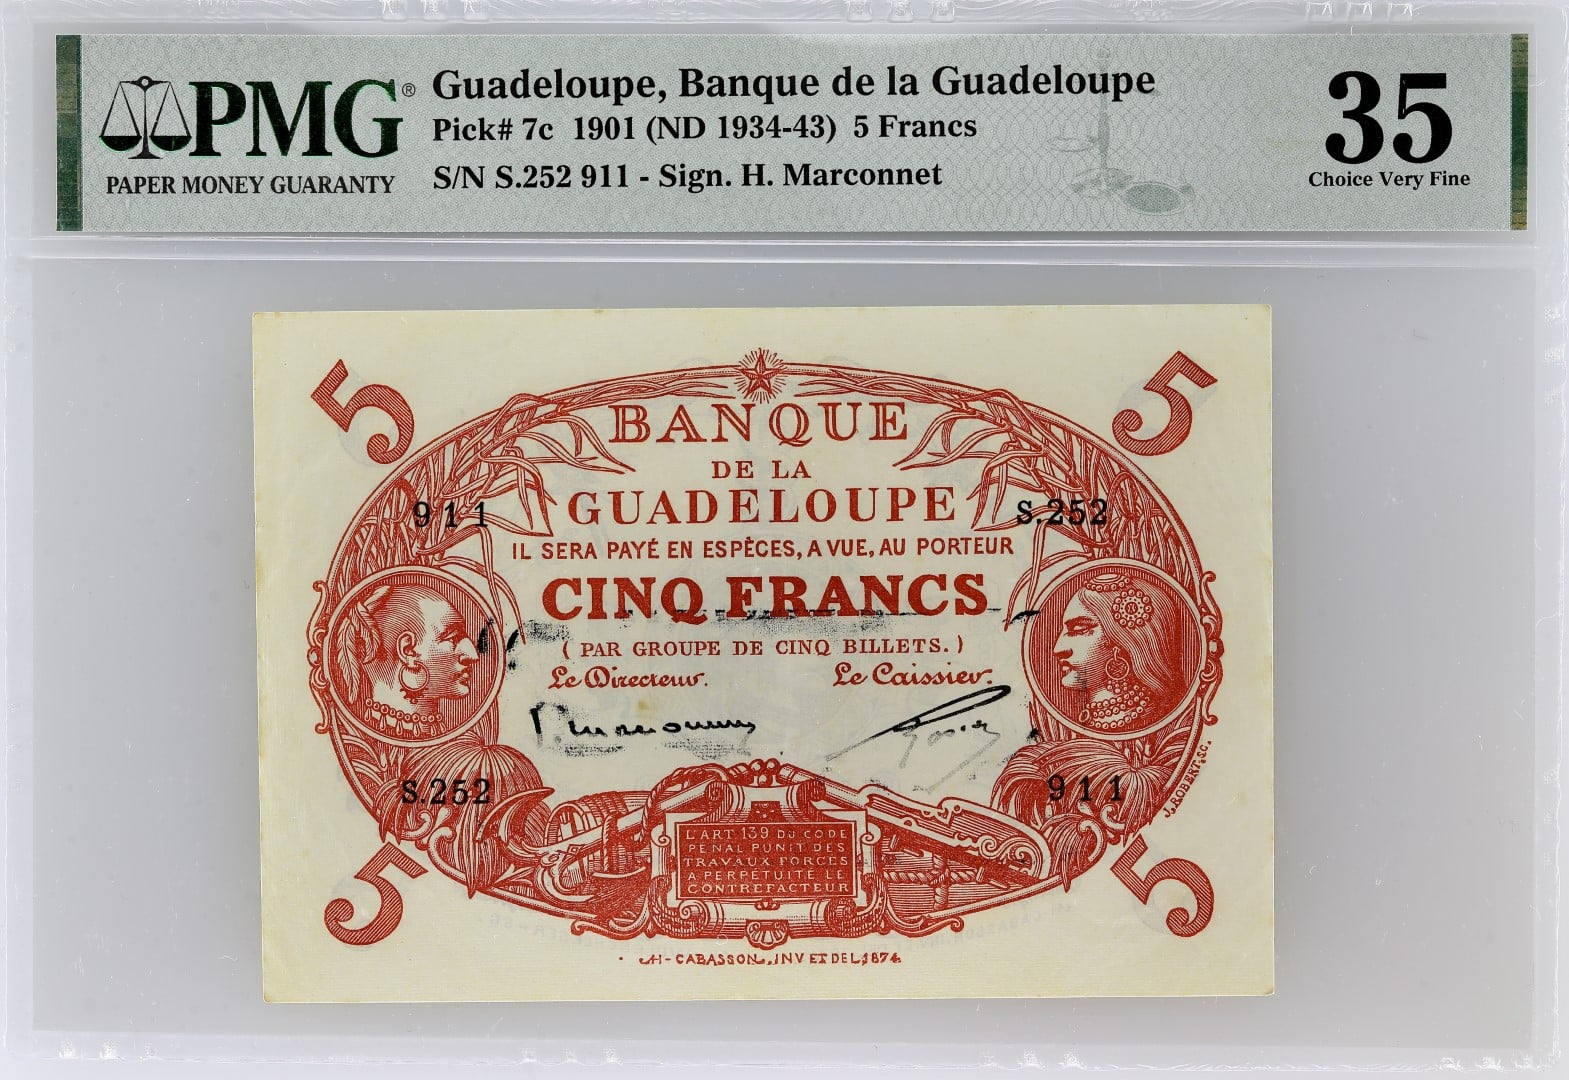 PMG®
PAPER MONEY GUARANTY
Guadeloupe, Banque de la Guadeloupe
Pick# 7c 1901 (ND 1934-43) 5 Francs
S/N S.252 911 - Sign. H. Marconnet
35
Choice Very Fine
5 5
BANQUE
DE LA
GUADELOUPE
911 S.252
IL SERA PAYÉ EN ESPÈCES, A VUE, AU PORTEUR
CINQ FRANCS
( PAR GROUPE DE CINQ BILLETS. )
Le Directeur. Le Caissier.
S.252 911
J. ROBERT. SC.
L'ART. 139 DU CODE
PENAL PUNIT DES
TRAVAUX FORCES
A PERPÉTUITÉ LE
CONTREFACTEUR
5 5
H-CABASSON, INV ET DEL, 1874